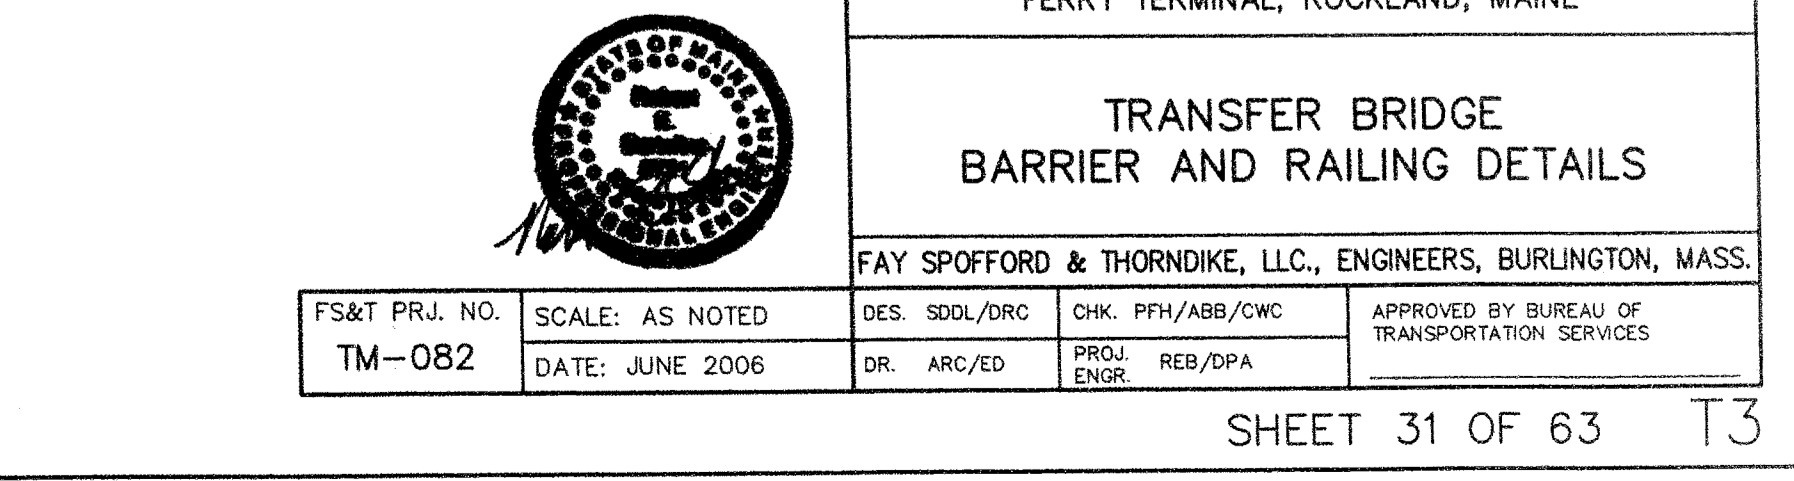 FERRY TERMINAL, ROCKLAND, MAINE
TRANSFER BRIDGE
BARRIER AND RAILING DETAILS
FAY SPOFFORD & THORNDIKE, LLC., ENGINEERS, BURLINGTON, MASS.
FS&T PRJ. NO.
TM-082
SCALE: AS NOTED
DATE: JUNE 2006
DES. SDDL/DRC
DR. ARC/ED
CHK. PFH/ABB/CWC
PROJ. ENGR. REB/DPA
APPROVED BY BUREAU OF
TRANSPORTATION SERVICES
SHEET 31 OF 63 T3
STATE OF MAINE
PROFESSIONAL ENGINEER